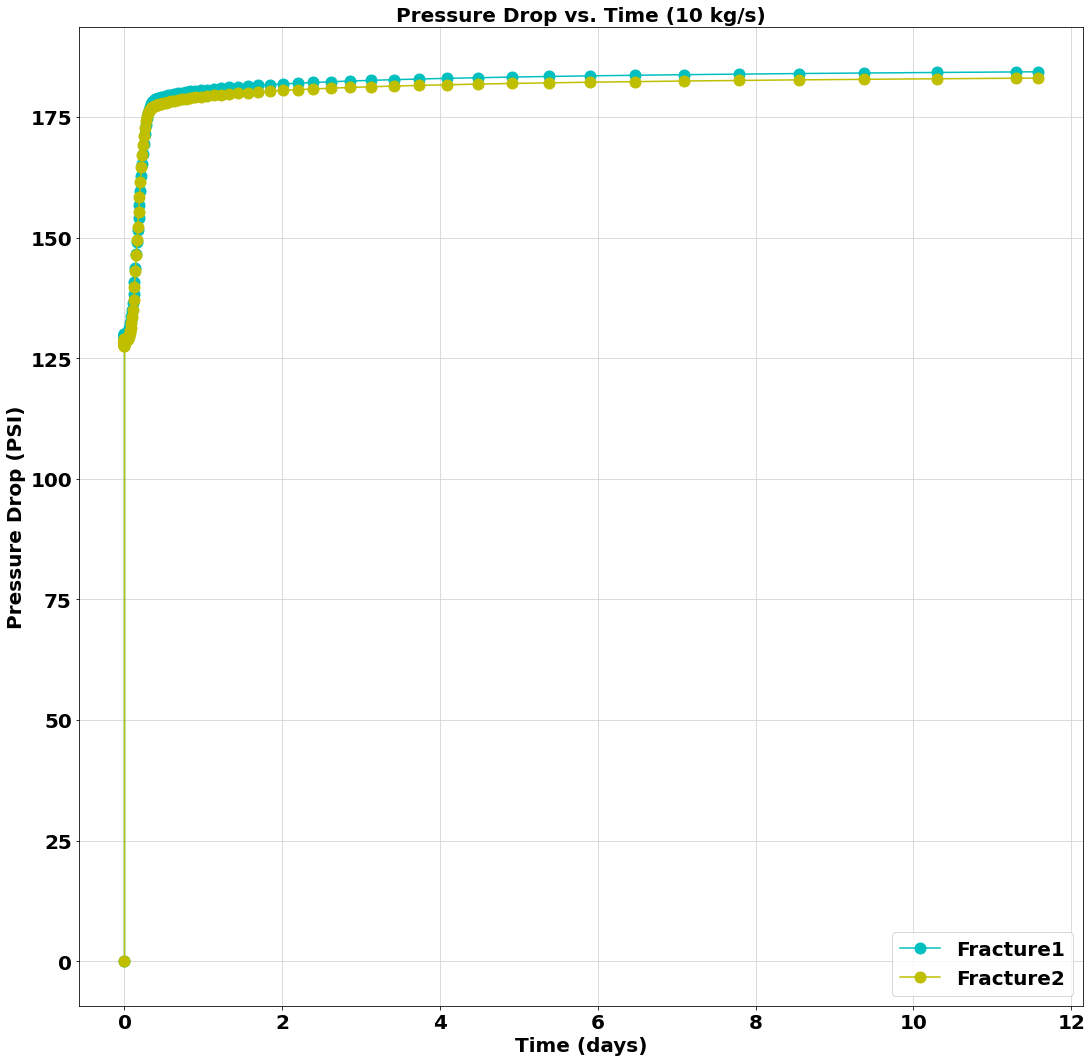 Pressure Drop vs. Time (10 kg/s)
Pressure Drop (PSI)
175
150
125
100
75
50
25
0
0 2 4 6 8 10 12
Time (days)
Fracture1
Fracture2